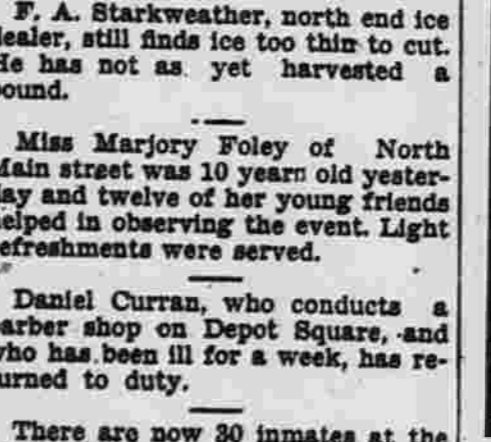 F. A. Starkweather, north end ice
dealer, still finds ice too thin to cut.
He has not as yet harvested a
pound.
Miss Marjory Foley of North
Main street was 10 years old yester-
day and twelve of her young friends
helped in observing the event. Light
refreshments were served.
Daniel Curran, who conducts a
barber shop on Depot Square, and
who has been ill for a week, has re-
turned to duty.
There are now 30 inmates at the